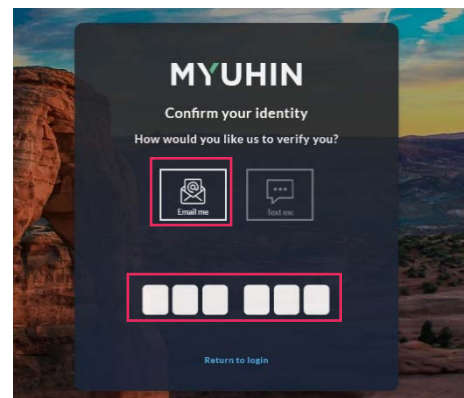 MYUHIN
Confirm your identity
How would you like us to verify you?
Email me
Text me
Return to login